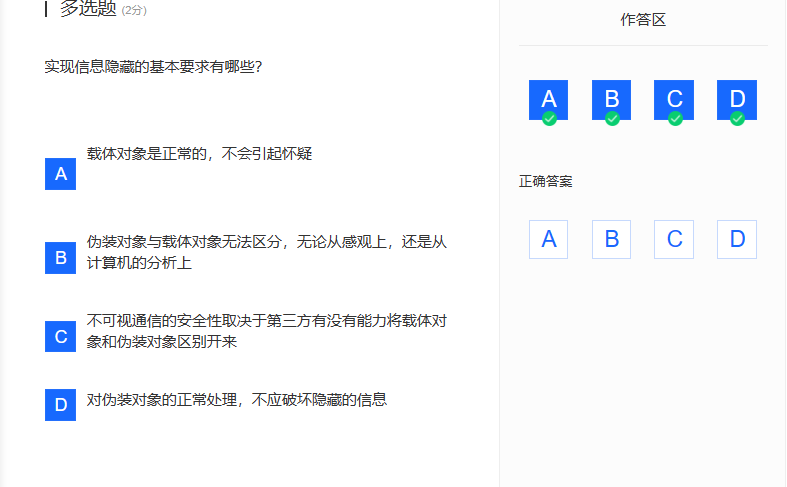 多选题 (2分)
实现信息隐藏的基本要求有哪些?
A 载体对象是正常的，不会引起怀疑
B 伪装对象与载体对象无法区分，无论从感观上，还是从
计算机的分析上
C 不可视通信的安全性取决于第三方有没有能力将载体对
象和伪装对象区别开来
D 对伪装对象的正常处理，不应破坏隐藏的信息
作答区
A B C D
正确答案
A B C D